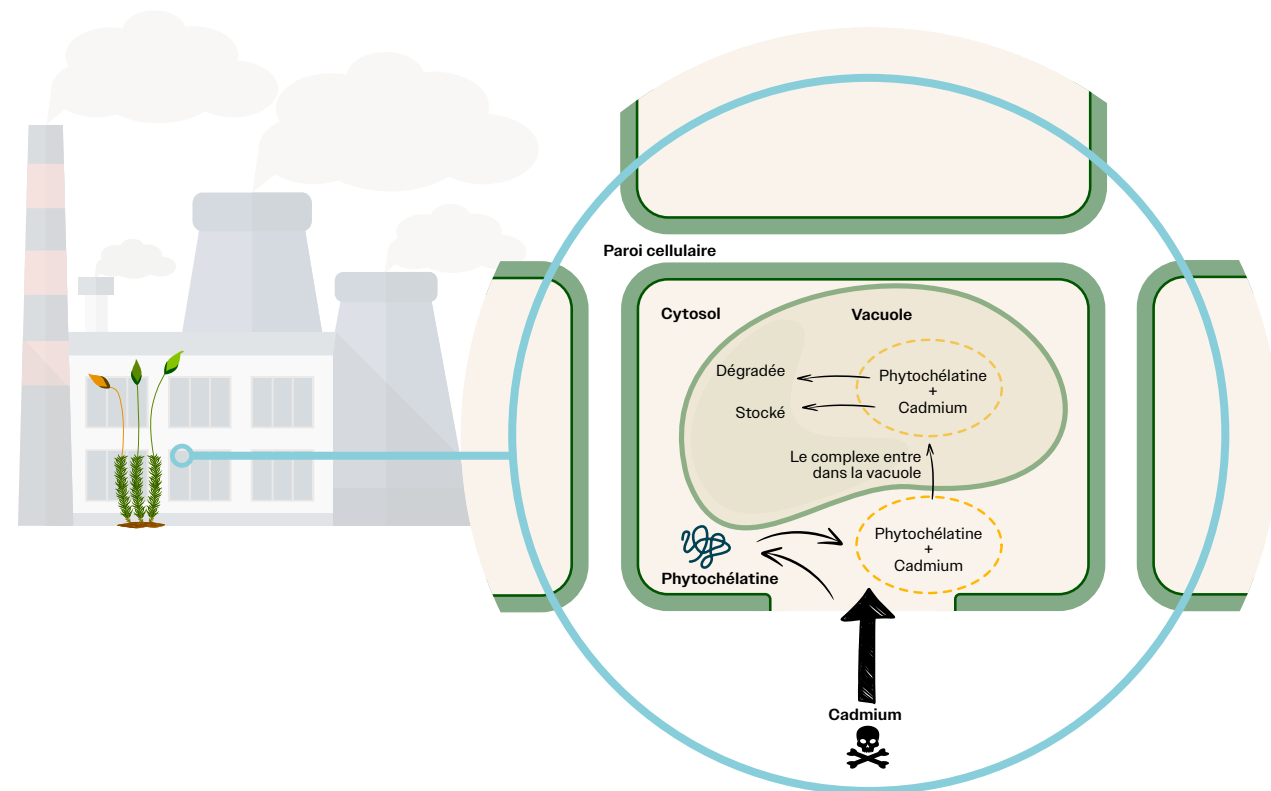 Paroi cellulaire
Cytosol
Vacuole
Dégradée
Stocké
Phytochélatine
+
Cadmium
Le complexe entre
dans la vacuole
Phytochélatine
+
Cadmium
Phytochélatine
Cadmium